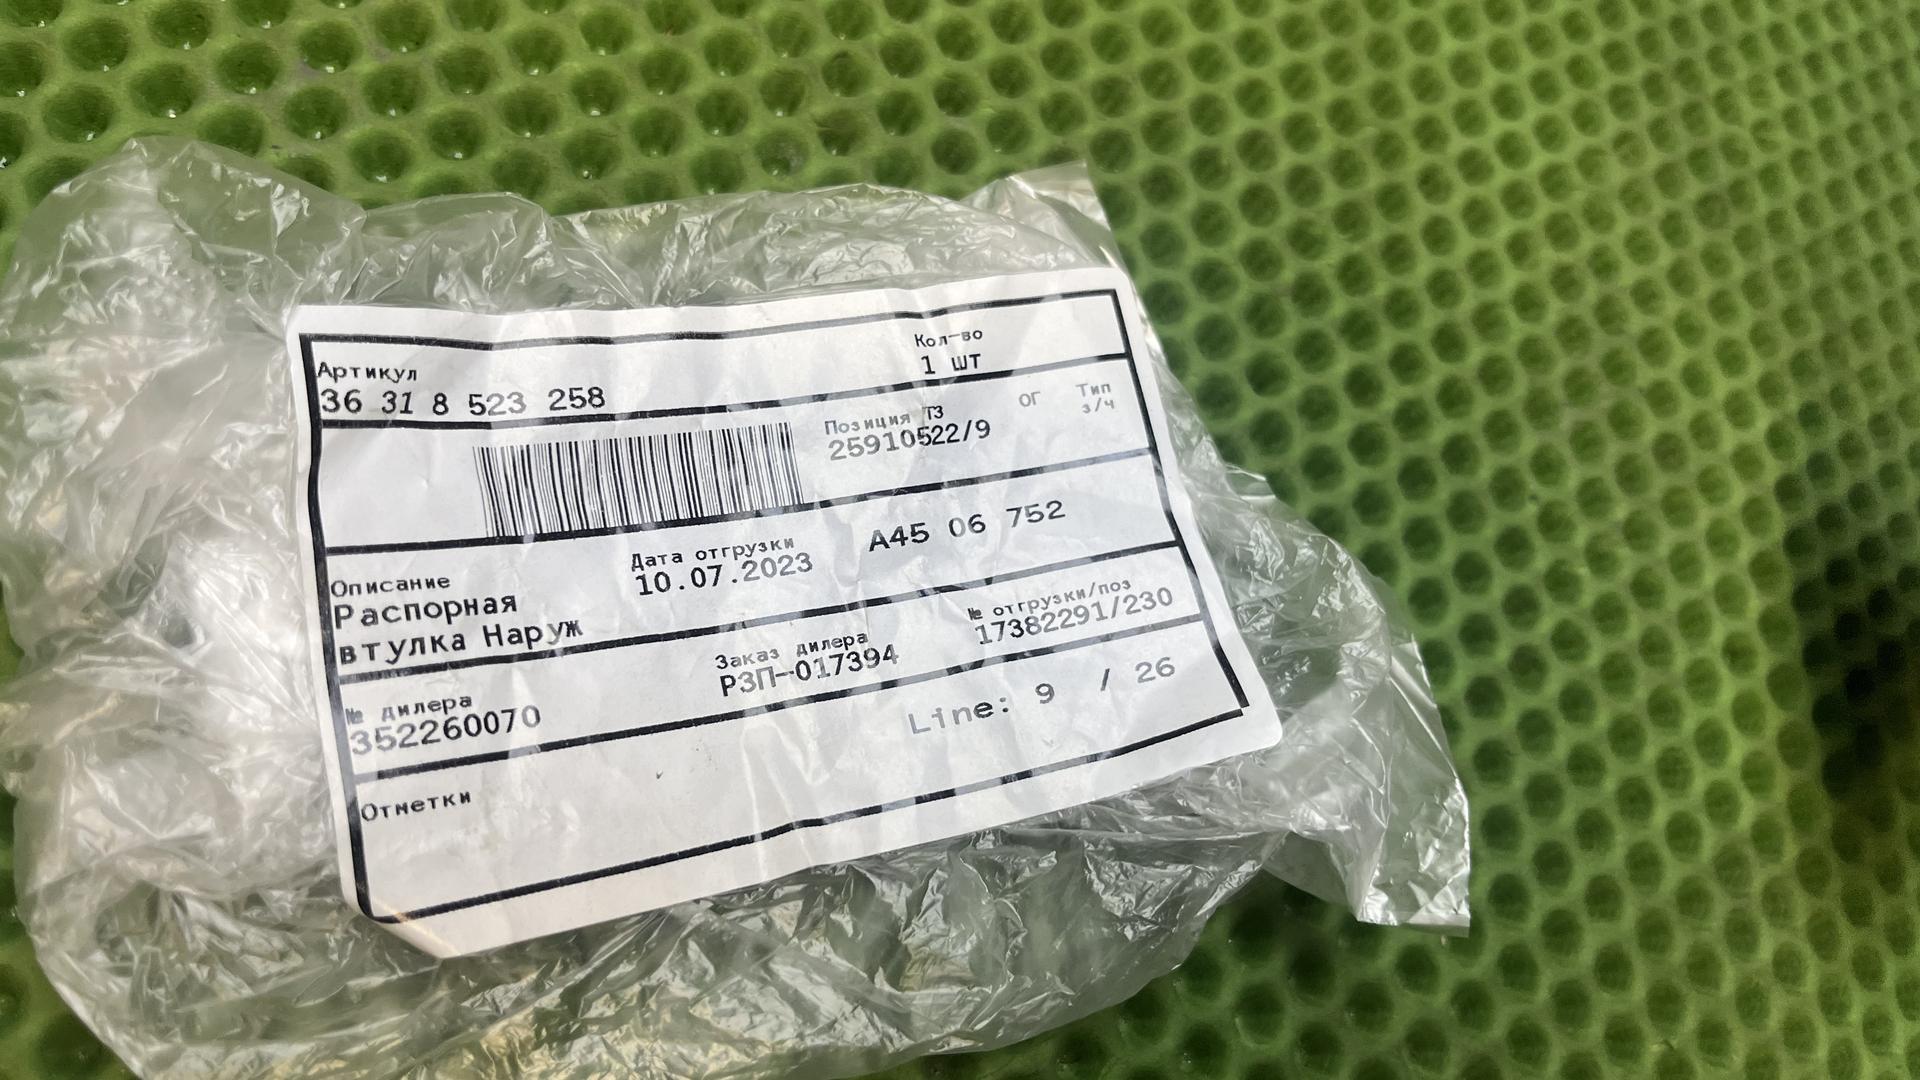 Артикул
36 31 8 523 258
Кол-во
1 шт
Позиция ТЗ
25910522/9
ОГ
Тип
з/ч
Описание
Распорная
втулка Наруж
Дата отгрузки
10.07.2023
A45 06 752
№ дилера
352260070
Заказ дилера
РЗП-017394
№ отгрузки/поз
17382291/230
Отметки
Line: 9 / 26